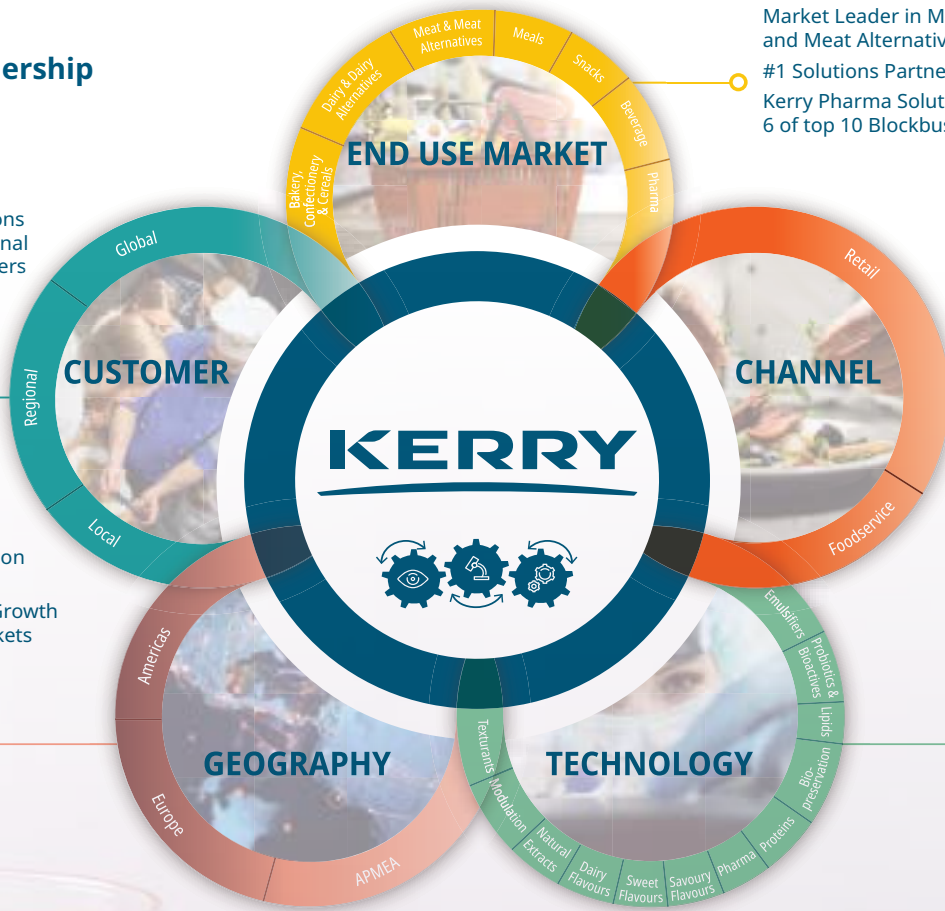 ership
Market Leader in M
and Meat Alternativ
#1 Solutions Partne
Kerry Pharma Solut
6 of top 10 Blockbus
Bakery,
Confectionery
& Cereals
Dairy & Dairy
Alternatives
Meat & Meat
Alternatives
Meals
Snacks
Beverage
Pharma
END USE MARKET
ons
nal
ers
Global
Regional
Local
CUSTOMER
Retail
Foodservice
CHANNEL
KERRY
on
Growth
kets
Americas
Europe
APMEA
GEOGRAPHY
TECHNOLOGY
Emulsifiers
Probiotics &
Bioactives
Lipids
Bio-
preservation
Proteins
Pharma
Savoury
Flavours
Sweet
Flavours
Dairy
Flavours
Natural
Extracts
Modulation
Texturants